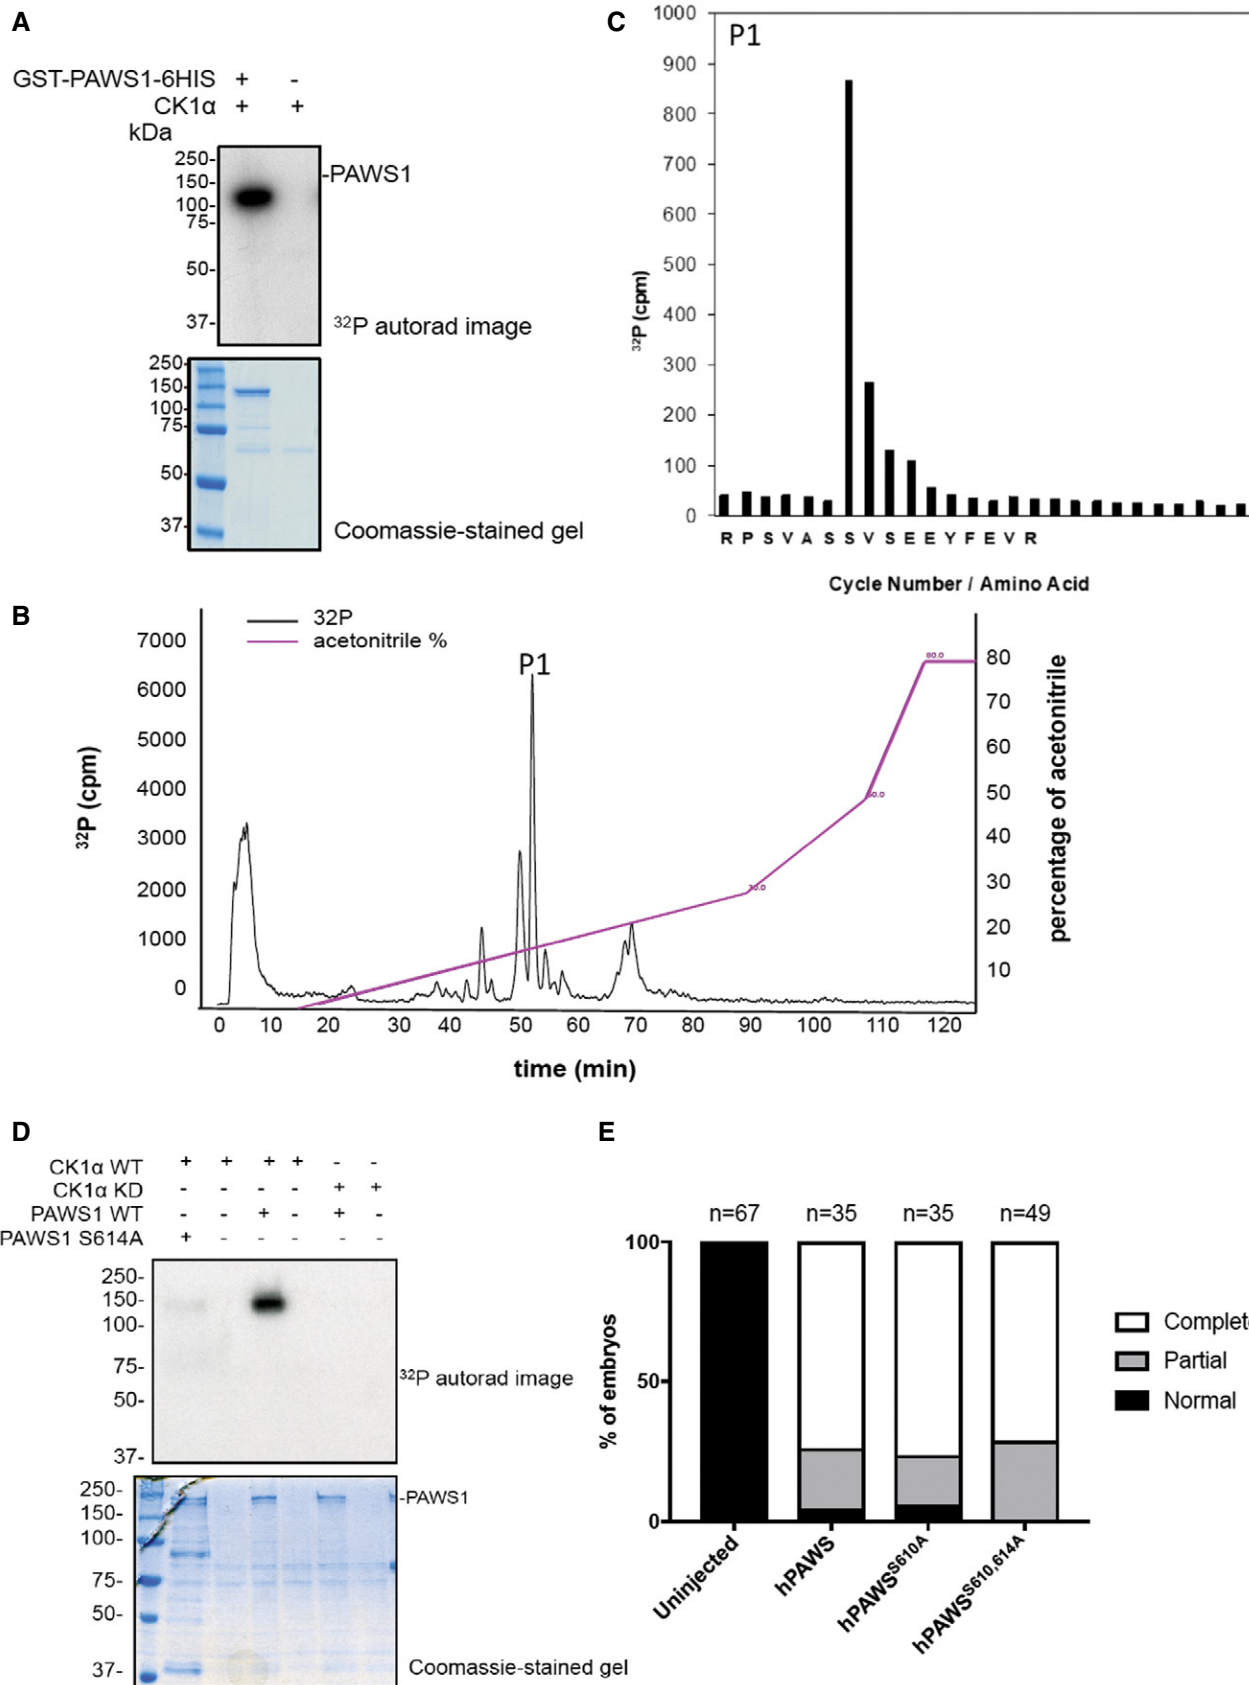 A
GST-PAWS1-6HIS + -
CK1α + +
kDa
250-
150-
100-
75-
50-
37-
-PAWS1
32P autorad image
250-
150-
100-
75-
50-
37-
Coomassie-stained gel
C
P1
1000
900
800
700
600
500
400
300
200
100
0
32P (cpm)
R P S V A S S V S E E Y F E V R
Cycle Number / Amino Acid
B
32P
acetonitrile %
P1
7000
6000
5000
4000
3000
2000
1000
0
32P (cpm)
80.0
80
70
60
50
40
30
20
10
percentage of acetonitrile
0 10 20 30 40 50 60 70 80 90 100 110 120
time (min)
D
CK1α WT + + + + - -
CK1α KD - - - - + +
PAWS1 WT - - + - + -
PAWS1 S614A + - - - - -
250-
150-
100-
75-
50-
37-
32P autorad image
250-
150-
100-
75-
50-
37-
-PAWS1
Coomassie-stained gel
E
n=67 n=35 n=35 n=49
100
50
0
% of embryos
Uninjected
hPAWS
hPAWS S610A
hPAWS S610,614A
Complete
Partial
Normal